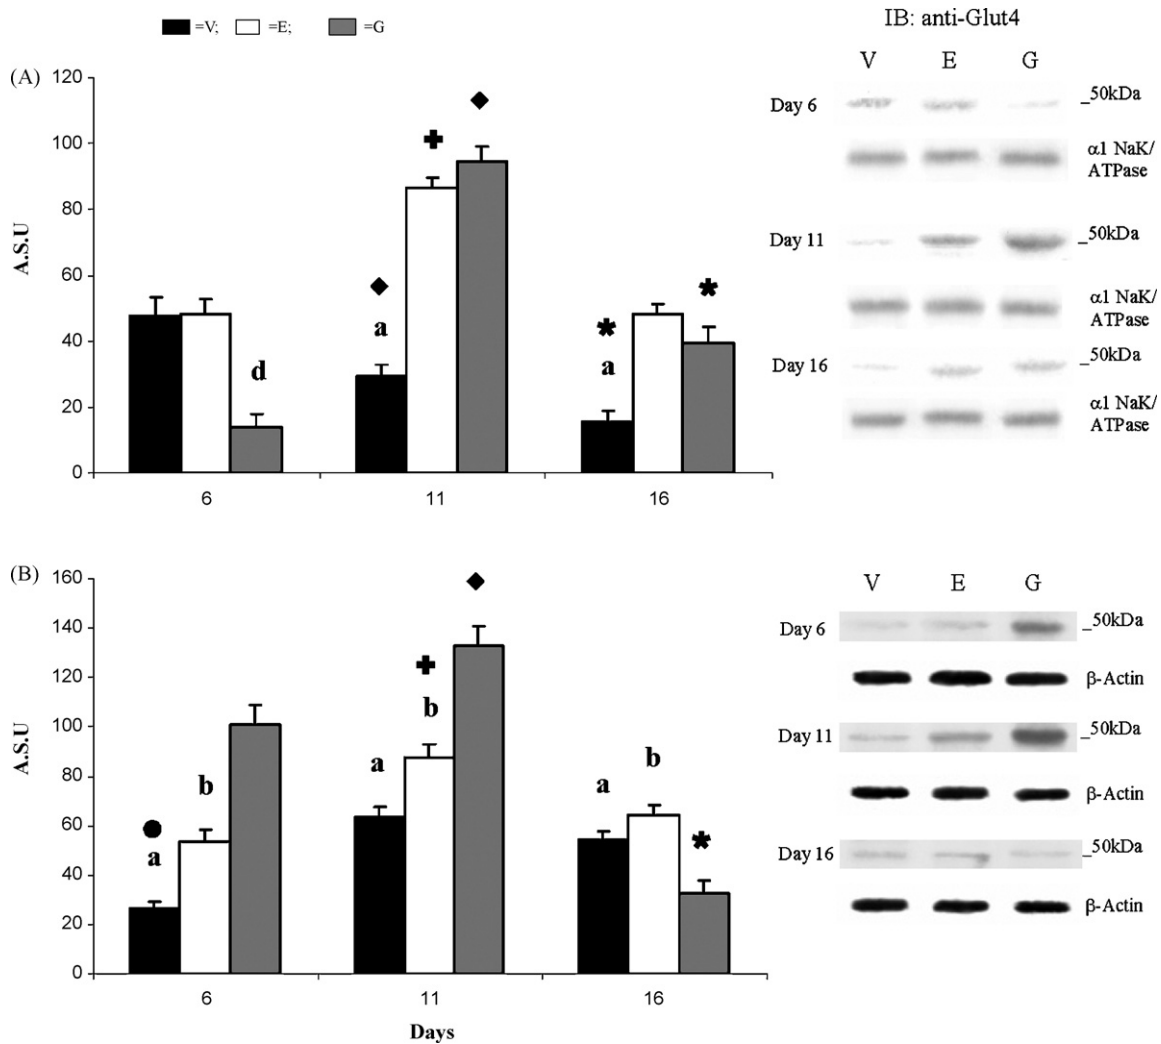 =V; =E; =G
(A)
120
100
80
60
40
20
0
A.S.U
d
a
a
6 11 16
IB: anti-Glut4
V E G
Day 6 _50kDa
α1 NaK/
ATPase
Day 11 _50kDa
α1 NaK/
ATPase
Day 16 _50kDa
α1 NaK/
ATPase
(B)
160
140
120
100
80
60
40
20
0
A.S.U
a b
a b
a b
6 11 16
Days
V E G
Day 6 _50kDa
β-Actin
Day 11 _50kDa
β-Actin
Day 16 _50kDa
β-Actin